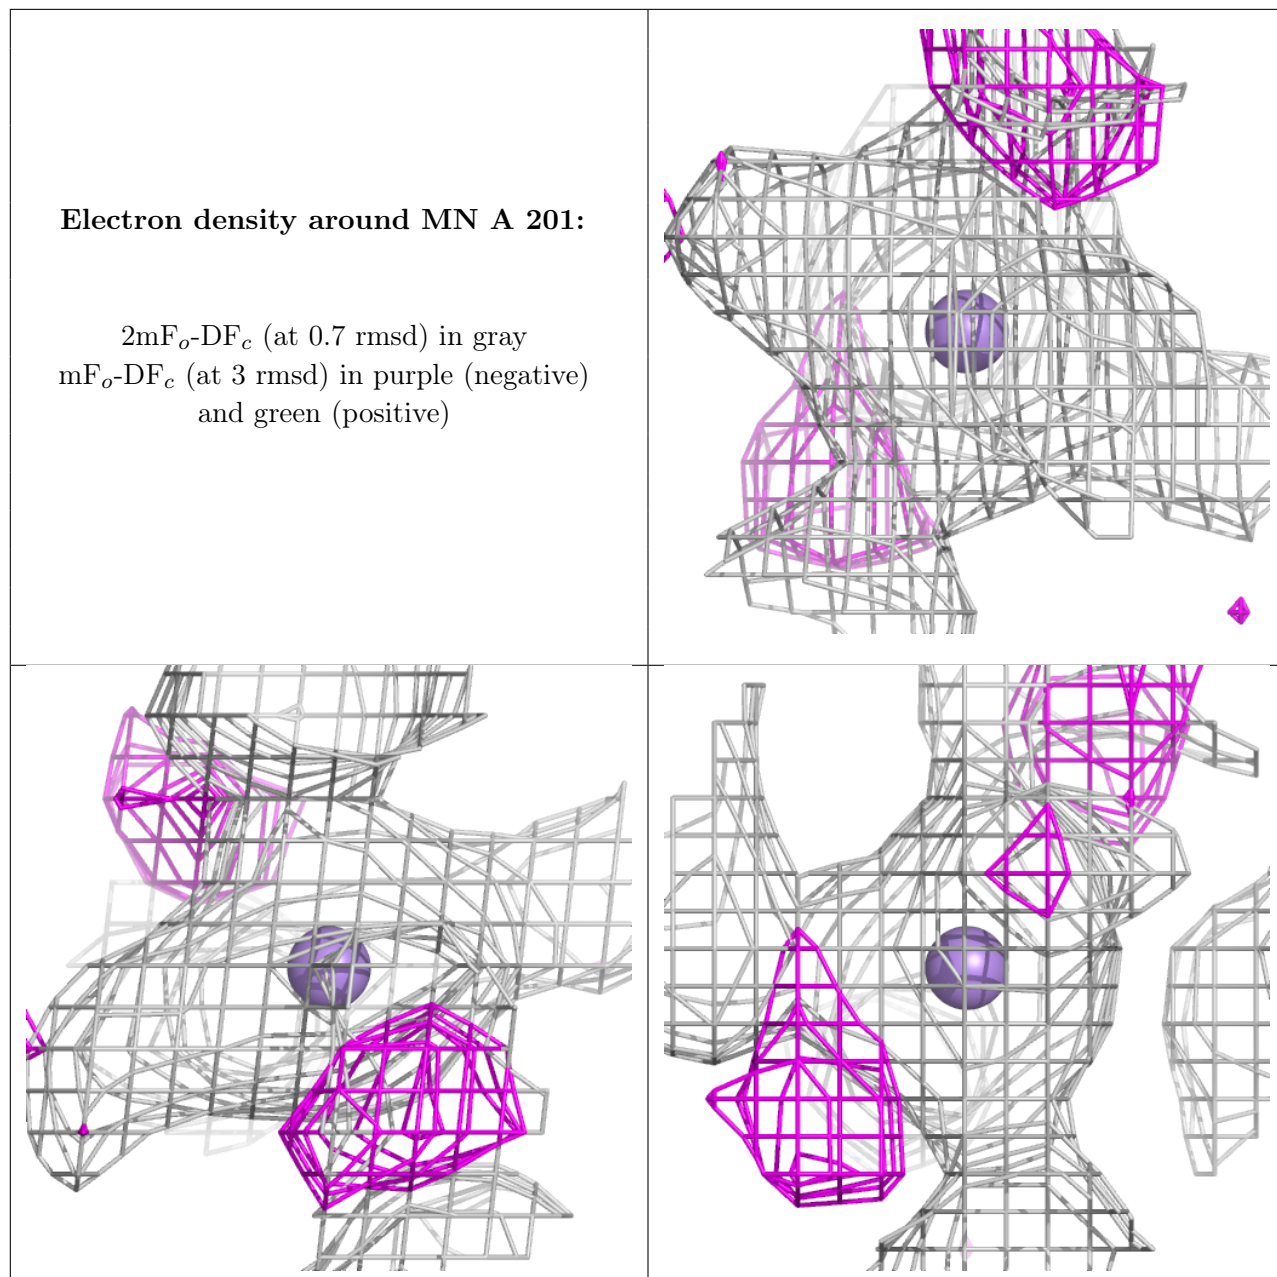 Electron density around MN A 201:
2mFo-DFc (at 0.7 rmsd) in gray
mFo-DFc (at 3 rmsd) in purple (negative)
and green (positive)